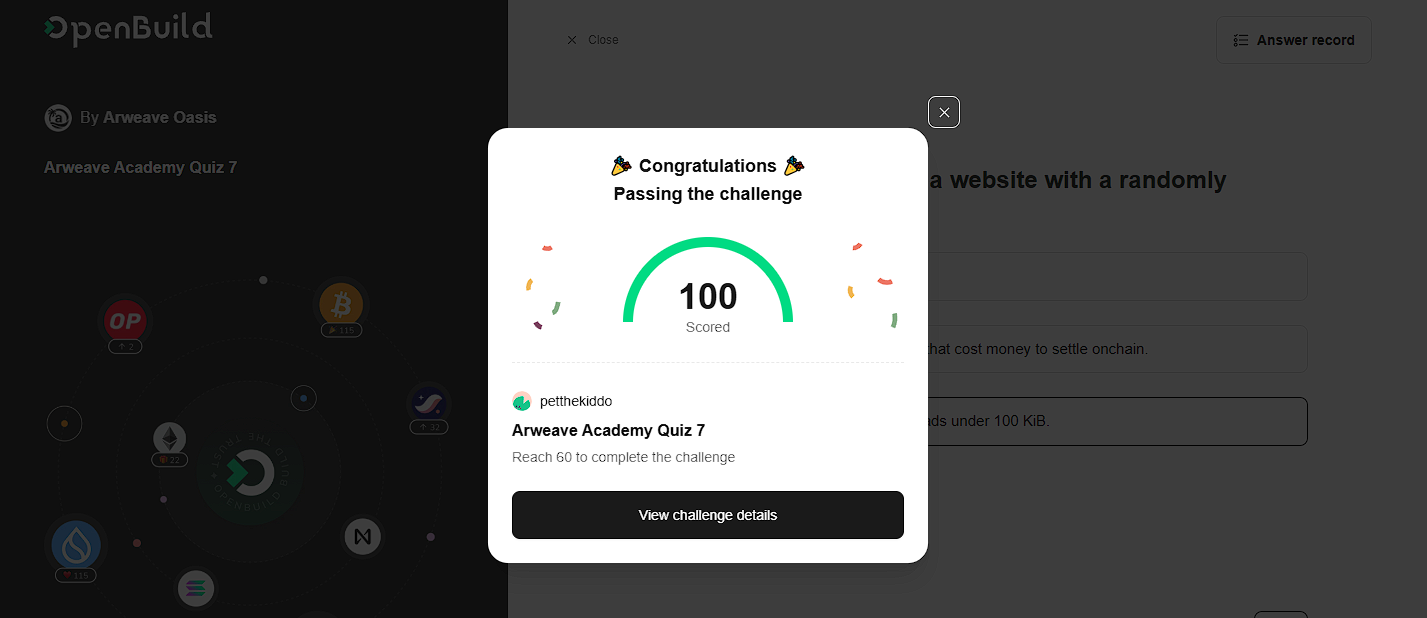 OpenBuild
By Arweave Oasis
Arweave Academy Quiz 7
OP
2
115
32
22
115
Close
Answer record
a website with a randomly
that cost money to settle onchain.
ads under 100 KiB.
Congratulations
Passing the challenge
100
Scored
petthekiddo
Arweave Academy Quiz 7
Reach 60 to complete the challenge
View challenge details